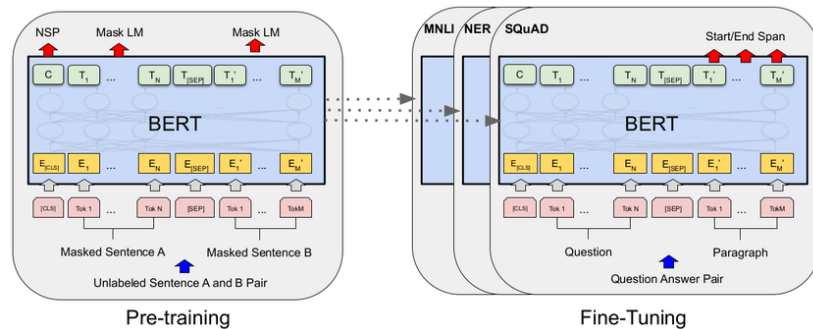 NSP Mask LM Mask LM
C T1 ... TN T[SEP] T1' ... TM'
BERT
E[CLS] E1 ... EN E[SEP] E1' ... EM'
[CLS] Tok 1 ... Tok N [SEP] Tok 1 ... TokM
Masked Sentence A Masked Sentence B
Unlabeled Sentence A and B Pair
Pre-training
MNLI NER SQuAD
Start/End Span
C T1 ... TN T[SEP] T1' ... TM'
BERT
E[CLS] E1 ... EN E[SEP] E1' ... EM'
[CLS] Tok 1 ... Tok N [SEP] Tok 1 ... TokM
Question Paragraph
Question Answer Pair
Fine-Tuning